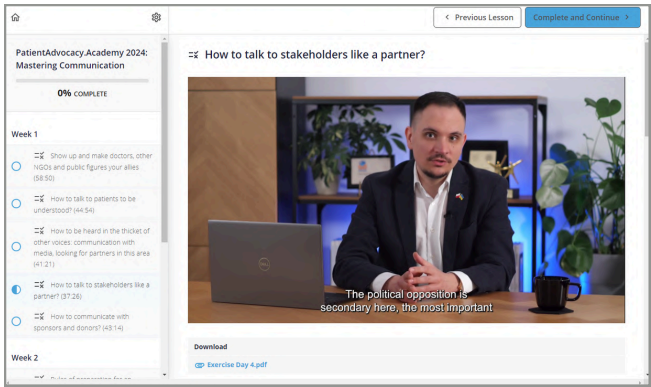 < Previous Lesson
Complete and Continue >
PatientAdvocacy.Academy 2024:
Mastering Communication
0% COMPLETE
Week 1
Show up and make doctors, other
NGOs and public figures your allies
(58:50)
How to talk to patients to be
understood? (44:54)
How to be heard in the thicket of
other voices: communication with
media, looking for partners in this area
(41:21)
How to talk to stakeholders like a
partner? (37:26)
How to communicate with
sponsors and donors? (43:14)
Week 2
How to talk to stakeholders like a partner?
The political opposition is
secondary here, the most important
Download
Exercise Day 4.pdf